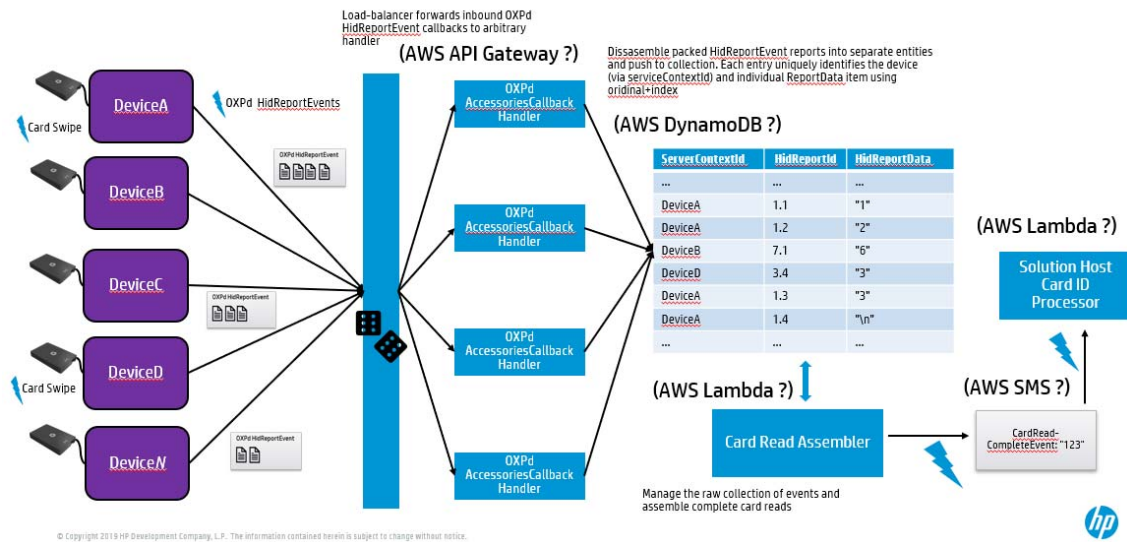 Load-balancer forwards inbound OXPd
HidReportEvent callbacks to arbitrary
handler
(AWS API Gateway ?)
Dissasemble packed HidReportEvent reports into separate entities
and push to collection. Each entry uniquely identifies the device
(via serviceContextId) and individual ReportData item using
oridinal+index
DeviceA
Card Swipe
OXPd HidReportEvents
OXPd HidReportEvent
DeviceB
DeviceC
OXPd HidReportEvent
DeviceD
Card Swipe
DeviceN
OXPd HidReportEvent
OXPd
AccessoriesCallback
Handler
OXPd
AccessoriesCallback
Handler
OXPd
AccessoriesCallback
Handler
OXPd
AccessoriesCallback
Handler
(AWS DynamoDB ?)
ServerContextId HidReportId HidReportData
... ... ...
DeviceA 1.1 "1"
DeviceA 1.2 "2"
DeviceB 7.1 "6"
DeviceD 3.4 "3"
DeviceA 1.3 "3"
DeviceA 1.4 "\n"
... ... ...
(AWS Lambda ?)
Card Read Assembler
Manage the raw collection of events and
assemble complete card reads
(AWS Lambda ?)
Solution Host
Card ID
Processor
(AWS SMS ?)
CardRead-
CompleteEvent: "123"
© Copyright 2019 HP Development Company, L.P. The information contained herein is subject to change without notice.
hp